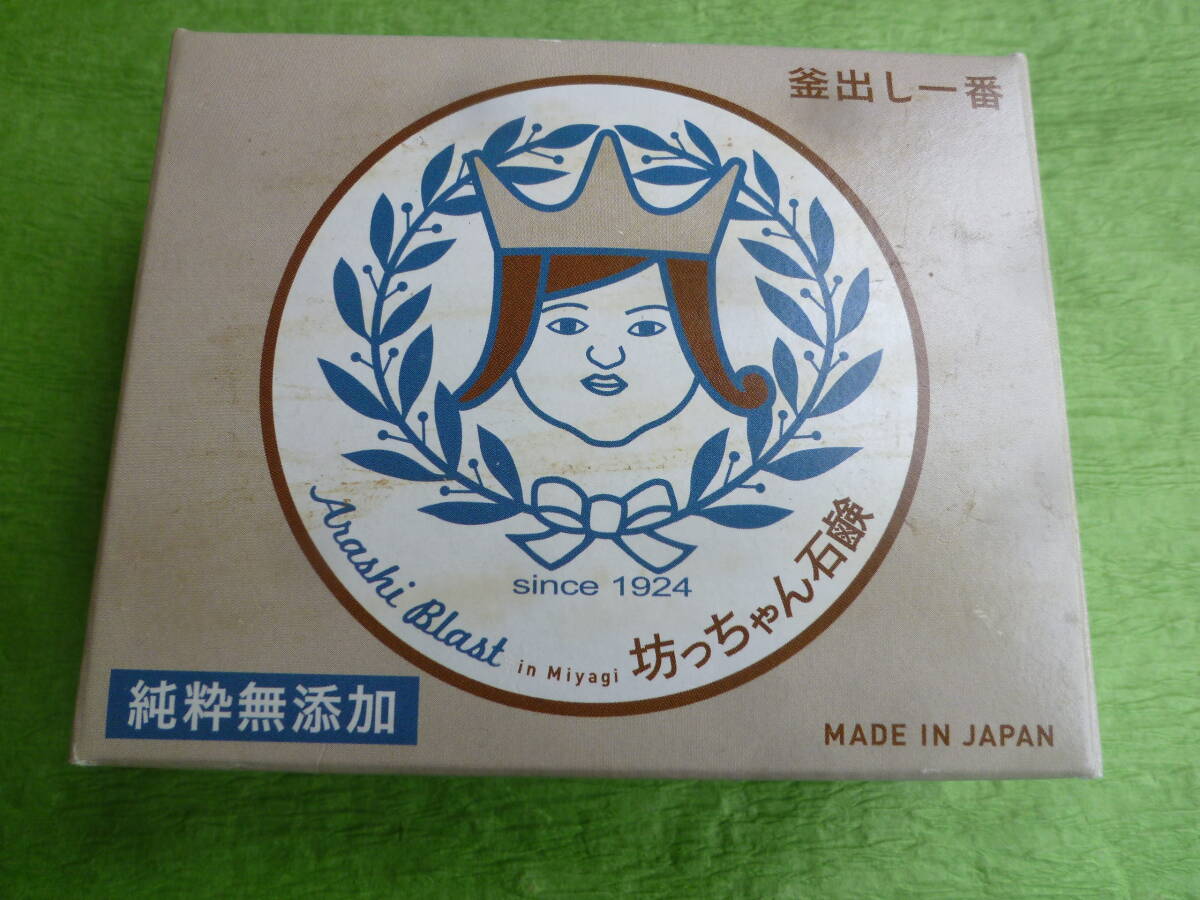 釜出し一番
since 1924
Arashi Blast
in Miyagi
坊っちゃん石鹸
純粋無添加
MADE IN JAPAN